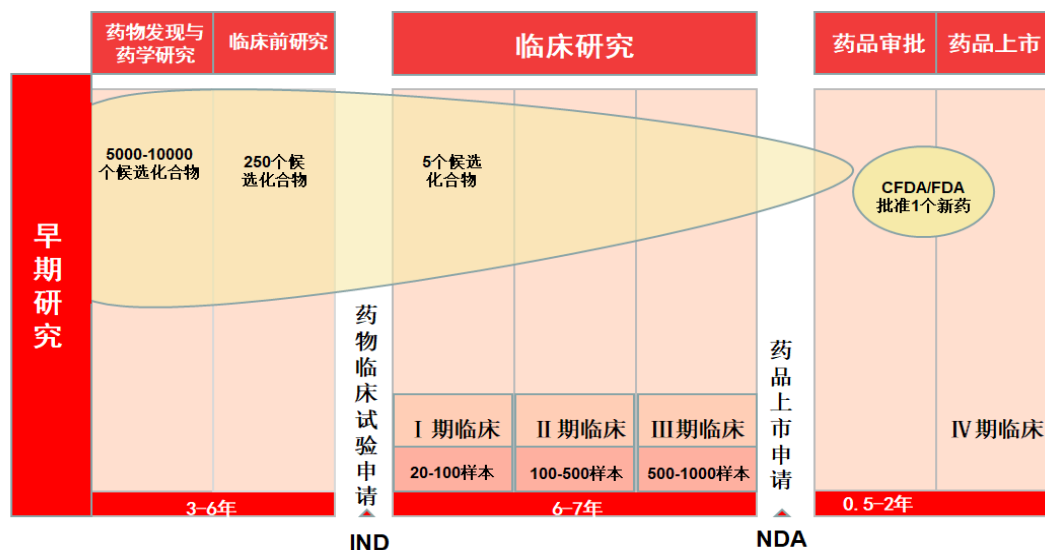 药物发现与
药学研究
临床前研究
临床研究
药品审批
药品上市
早期研究
5000-10000
个候选化合物
250个候
选化合物
5个候选
化合物
CFDA/FDA
批准1个新药
药物临床试验申请
药品上市申请
Ⅰ 期临床
Ⅱ 期临床
Ⅲ期临床
Ⅳ 期临床
20-100样本
100-500样本
500-1000样本
3-6年
6-7年
0.5-2年
IND
NDA